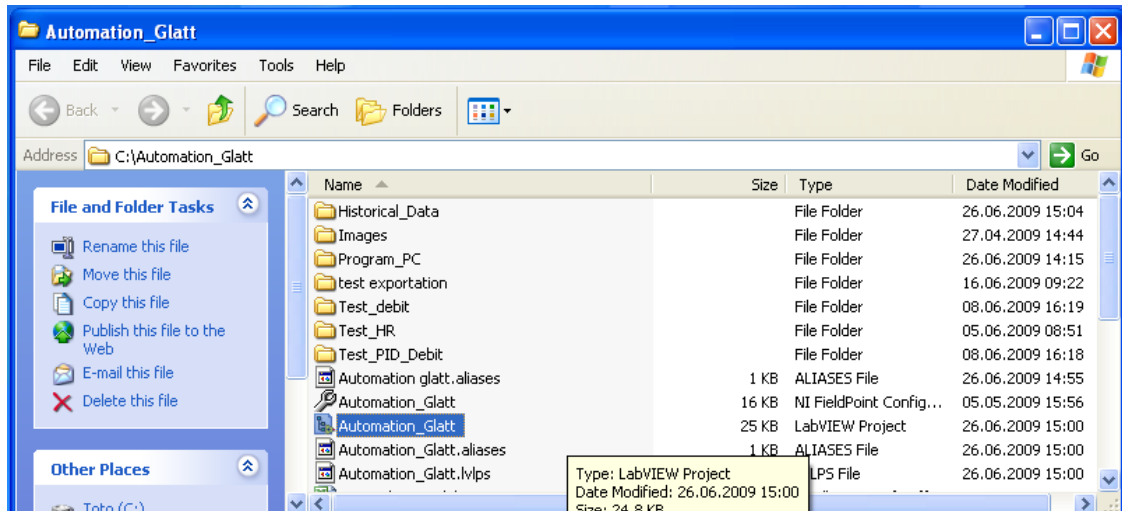 Automation_Glatt
File Edit View Favorites Tools Help
Back Search Folders
Address C:\Automation_Glatt Go
File and Folder Tasks
Rename this file
Move this file
Copy this file
Publish this file to the
Web
E-mail this file
Delete this file
Other Places
Toto (C:)
Name Size Type Date Modified
Historical_Data File Folder 26.06.2009 15:04
Images File Folder 27.04.2009 14:44
Program_PC File Folder 26.06.2009 14:15
test exportation File Folder 16.06.2009 09:22
Test_debit File Folder 08.06.2009 16:19
Test_HR File Folder 05.06.2009 08:51
Test_PID_Debit File Folder 08.06.2009 16:18
Automation glatt.aliases 1 KB ALIASES File 26.06.2009 14:55
Automation_Glatt 16 KB NI FieldPoint Config... 05.05.2009 15:56
Automation_Glatt 25 KB LabVIEW Project 26.06.2009 15:00
Automation_Glatt.aliases 1 KB ALIASES File 26.06.2009 15:00
Automation_Glatt.lvlps LPS File 26.06.2009 15:00
Type: LabVIEW Project
Date Modified: 26.06.2009 15:00
Size: 24,8 KB